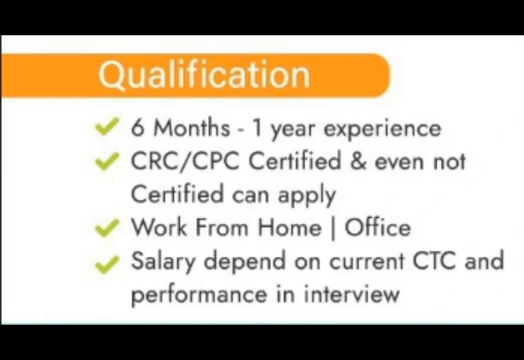 Qualification
6 Months - 1 year experience
CRC/CPC Certified & even not
Certified can apply
Work From Home | Office
Salary depend on current CTC and
performance in interview